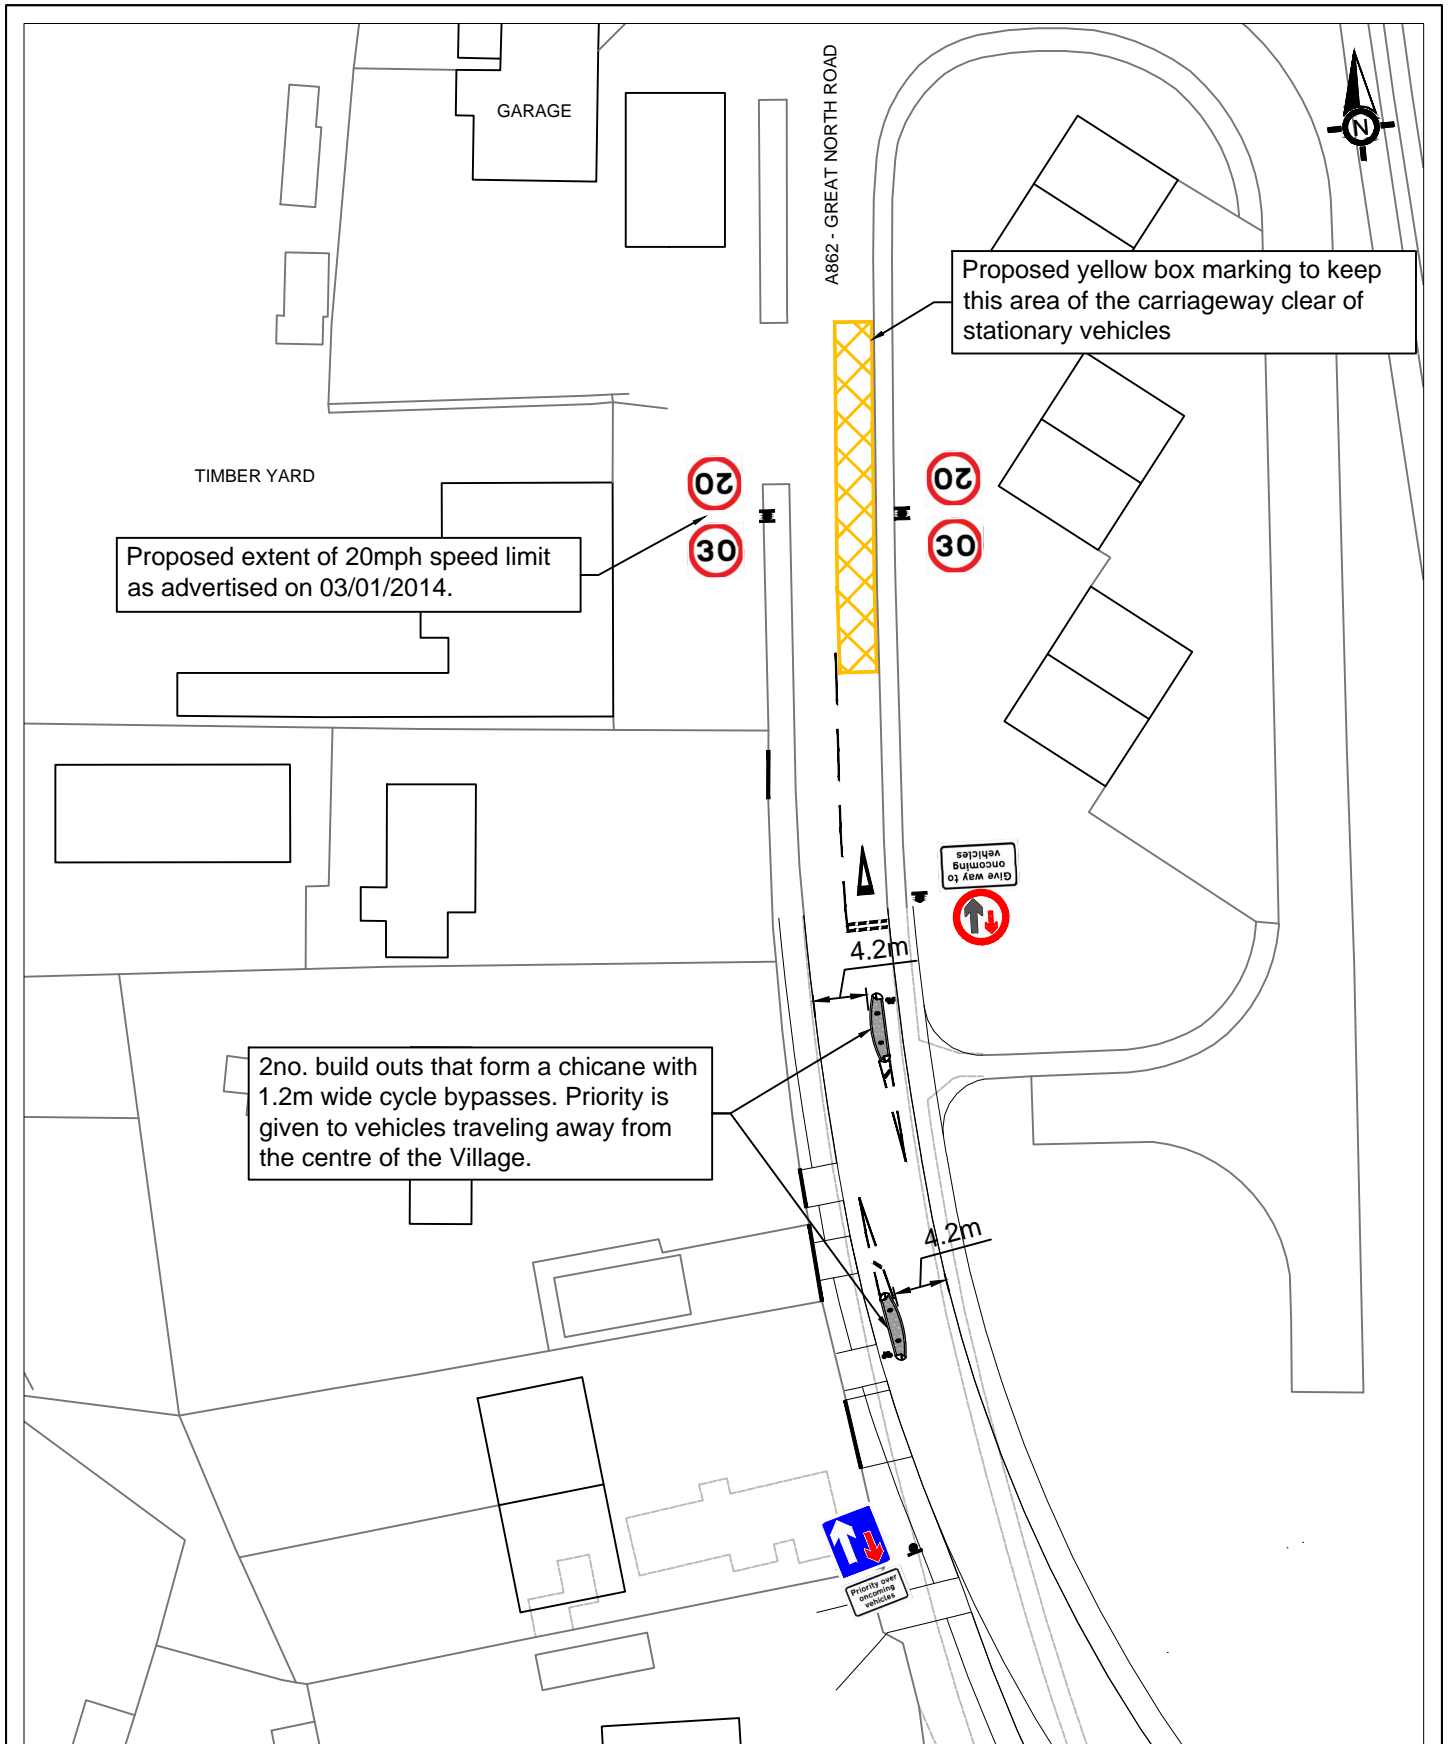 GARAGE
A862 - GREAT NORTH ROAD
N
Proposed yellow box marking to keep
this area of the carriageway clear of
stationary vehicles
TIMBER YARD
20
30
20
30
Proposed extent of 20mph speed limit
as advertised on 03/01/2014.
Give way to
oncoming
vehicles
4.2m
2no. build outs that form a chicane with
1.2m wide cycle bypasses. Priority is
given to vehicles traveling away from
the centre of the Village.
4.2m
Priority over
oncoming
vehicles